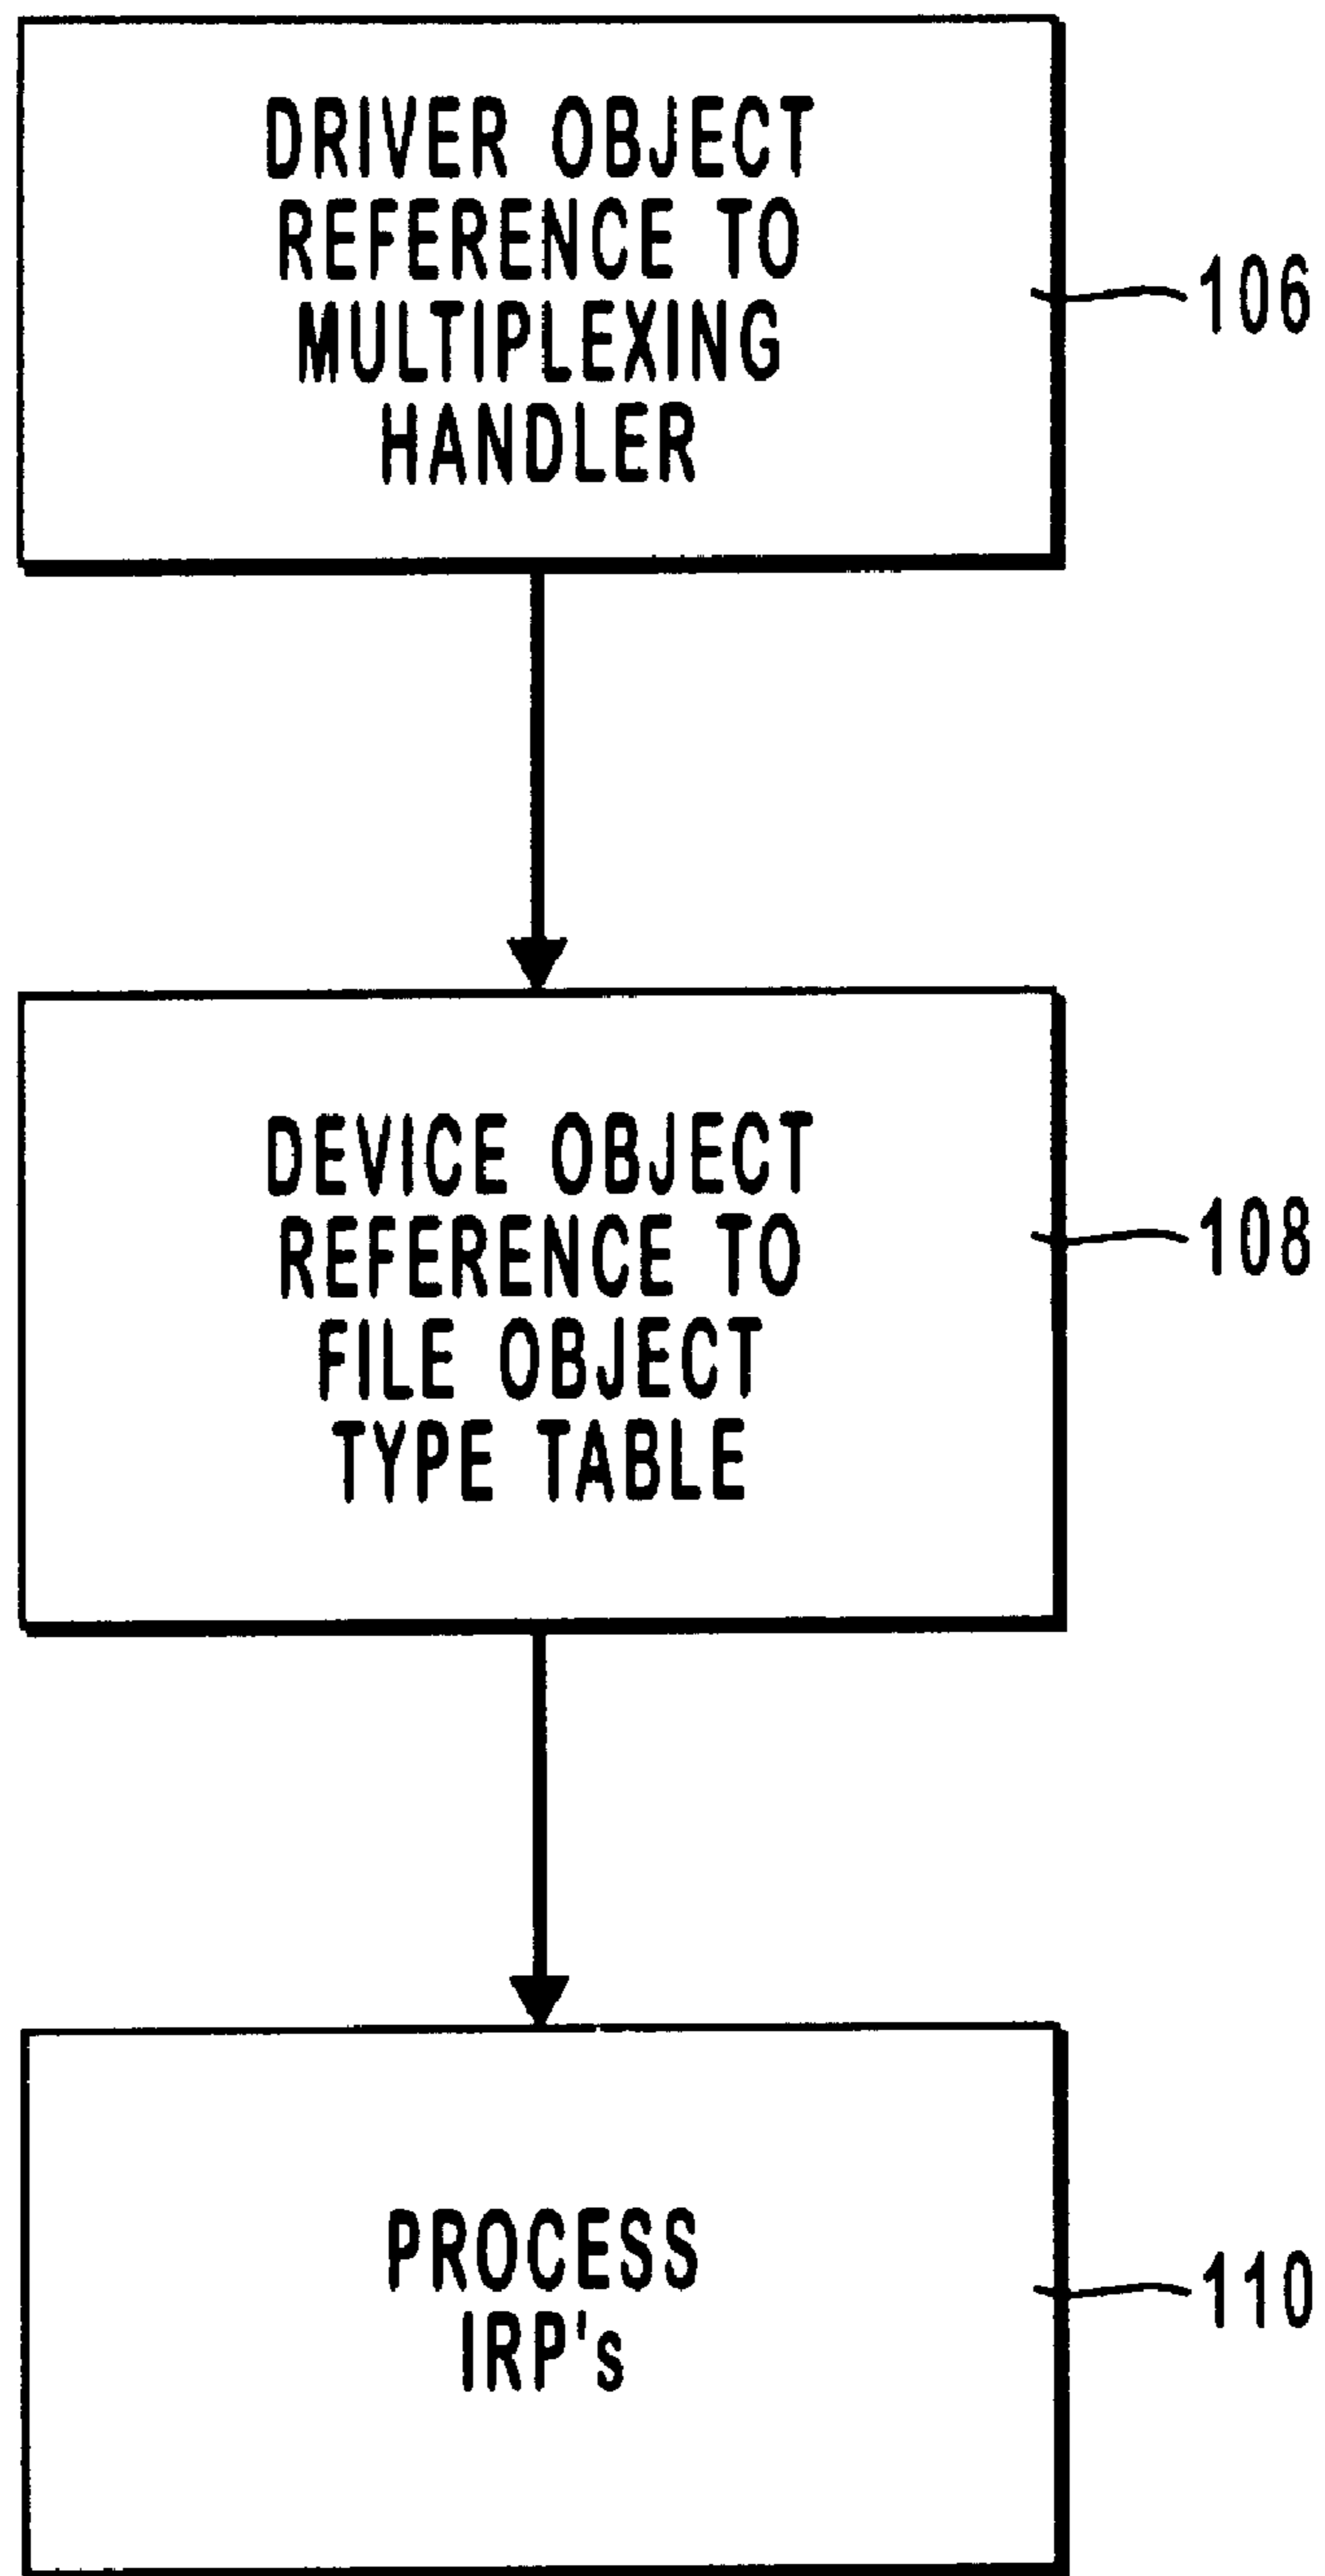 DRIVER OBJECT
REFERENCE TO
MULTIPLEXING
HANDLER
106
DEVICE OBJECT
REFERENCE TO
FILE OBJECT
TYPE TABLE
108
PROCESS
IRP's
110